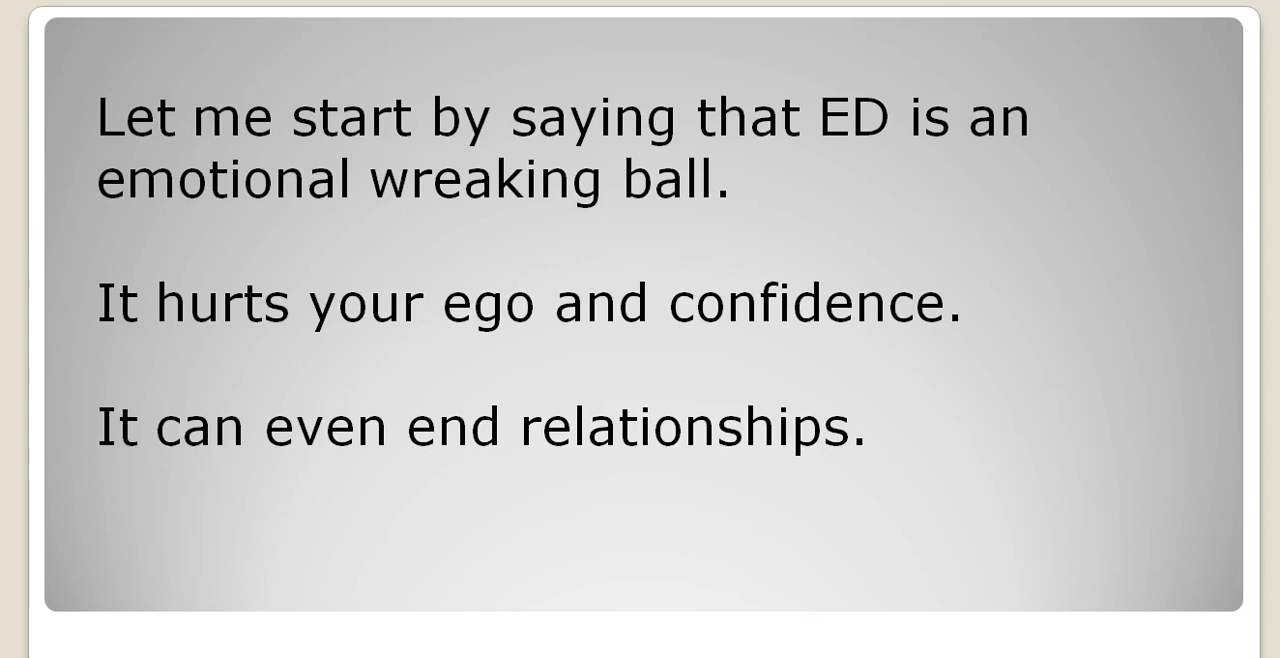 Let me start by saying that ED is an
emotional wreaking ball.
It hurts your ego and confidence.
It can even end relationships.